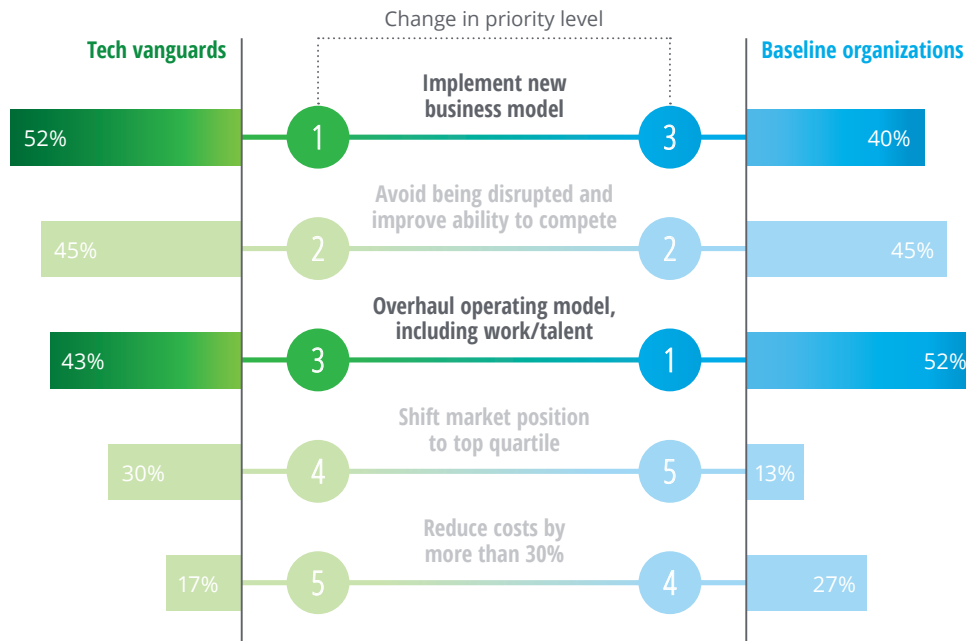 Change in priority level
Tech vanguards
Baseline organizations
Implement new
business model
52%
1
3
40%
Avoid being disrupted and
improve ability to compete
45%
2
2
45%
Overhaul operating model,
including work/talent
43%
3
1
52%
Shift market position
to top quartile
30%
4
5
13%
Reduce costs by
more than 30%
17%
5
4
27%